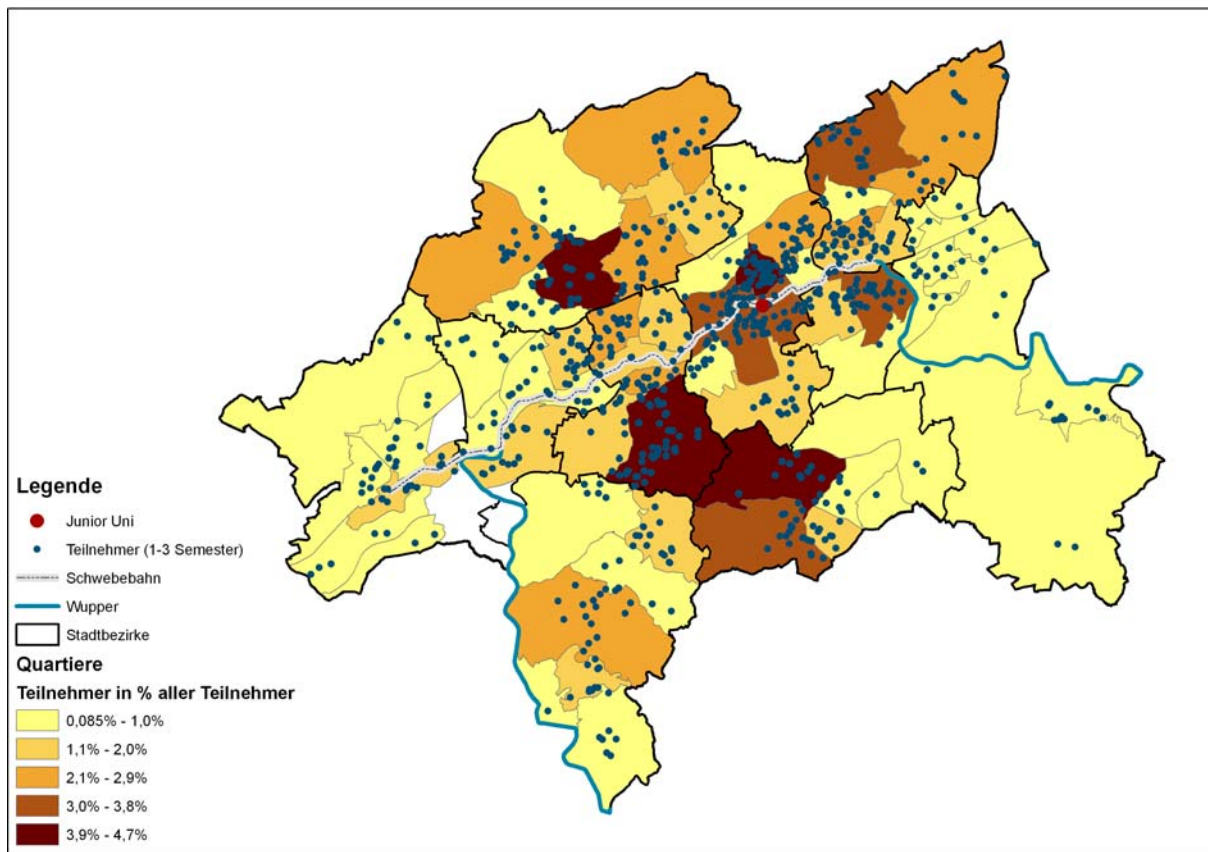 Legende
Junior Uni
Teilnehmer (1-3 Semester)
Schwebebahn
Wupper
Stadtbezirke
Quartiere
Teilnehmer in % aller Teilnehmer
0,085% - 1,0%
1,1% - 2,0%
2,1% - 2,9%
3,0% - 3,8%
3,9% - 4,7%